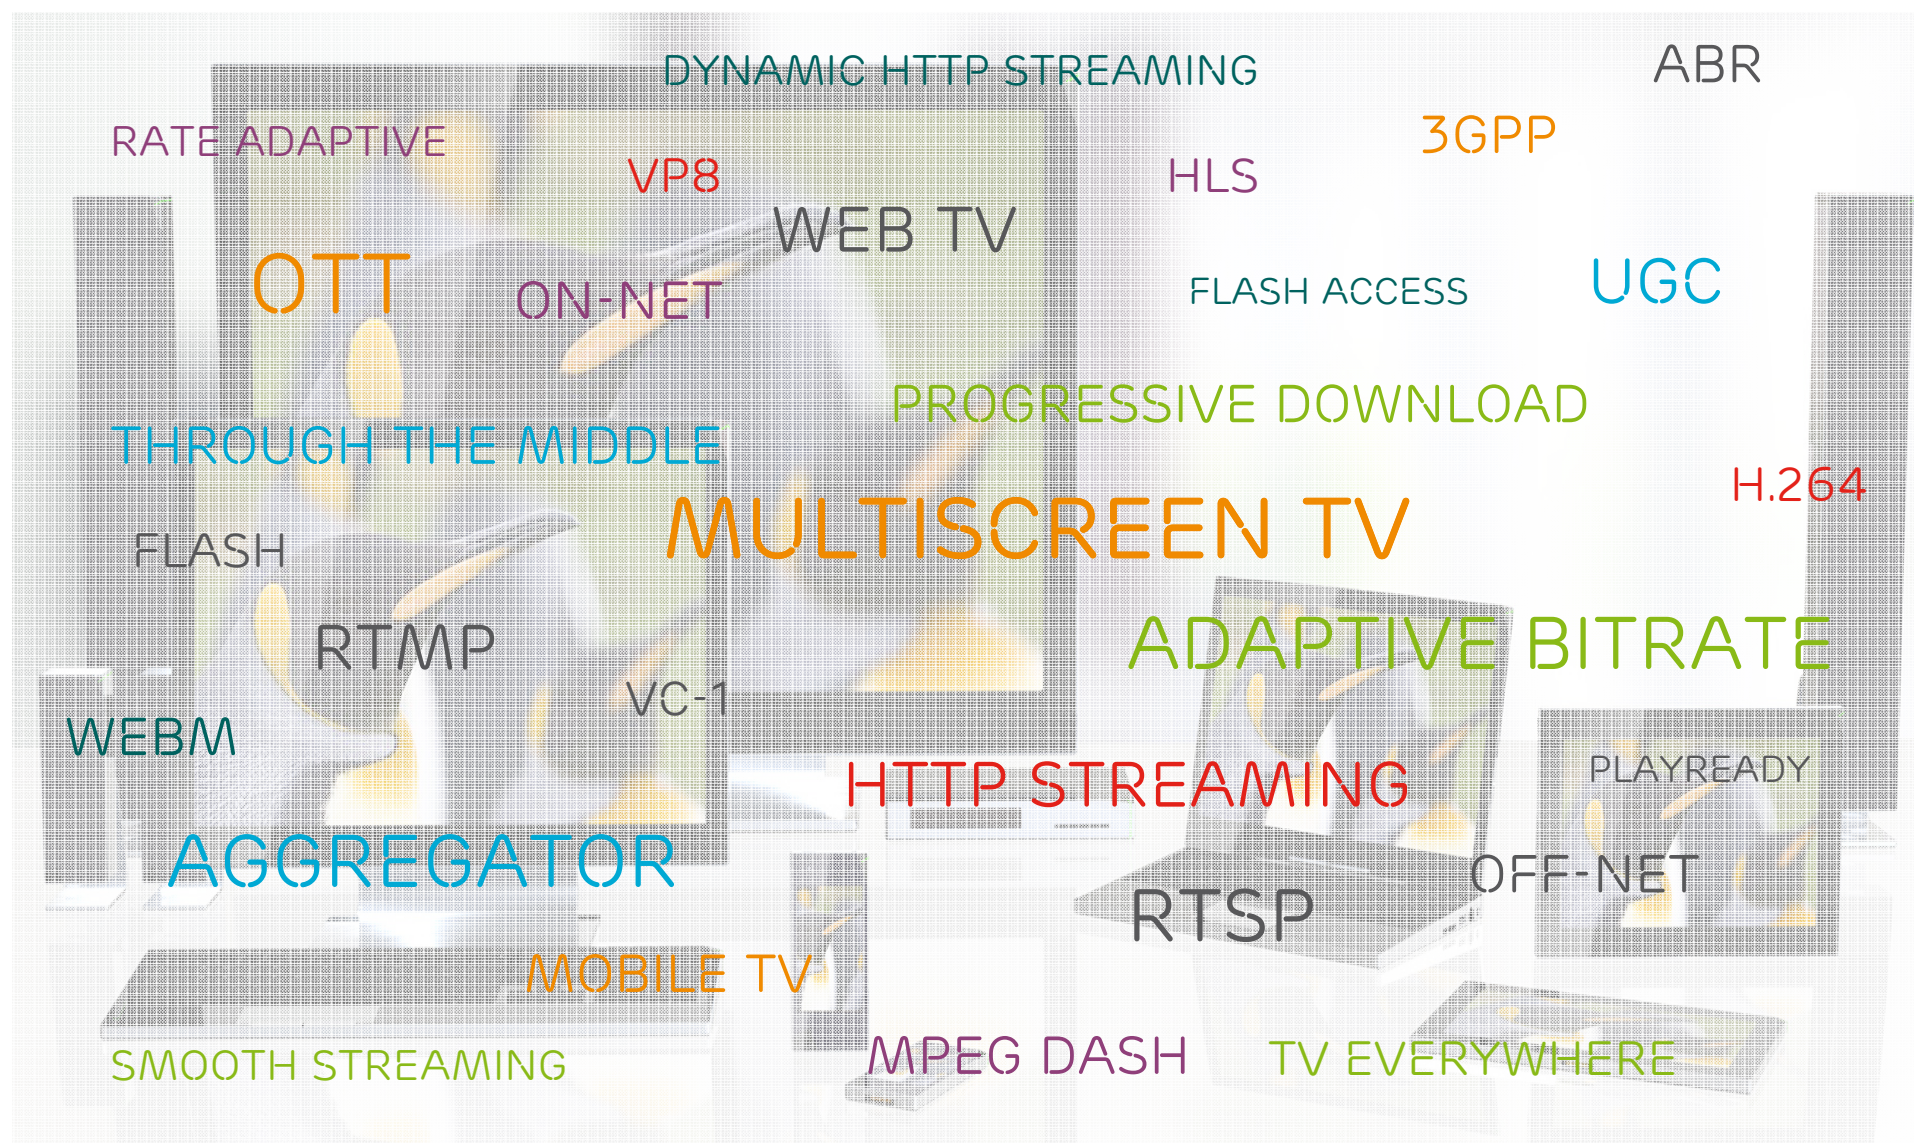 ABR
DYNAMIC HTTP STREAMING
3GPP
RATE ADAPTIVE
VP8
HLS
WEB TV
OTT
ON-NET
FLASH ACCESS
UGC
PROGRESSIVE DOWNLOAD
THROUGH THE MIDDLE
H.264
MULTISCREEN TV
FLASH
RTMP
ADAPTIVE BITRATE
VC-1
WEBM
HTTP STREAMING
PLAYREADY
AGGREGATOR
OFF-NET
RTSP
MOBILE TV
SMOOTH STREAMING
MPEG DASH
TV EVERYWHERE